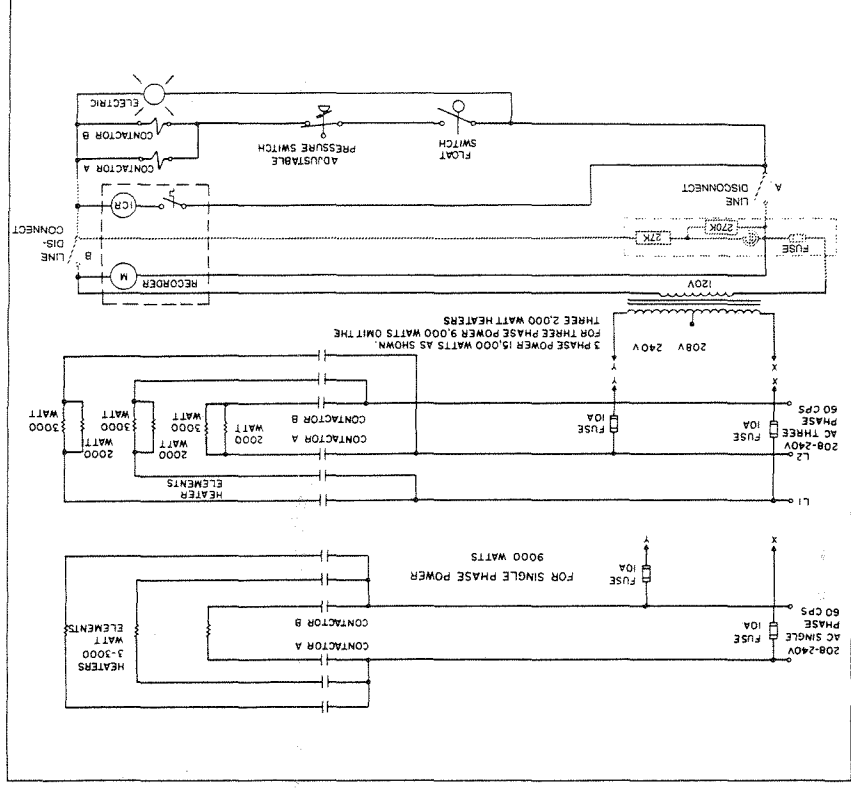 208-240V
AC SINGLE
PHASE
60 CPS
FUSE
10A
X
FUSE
10A
Y
FOR SINGLE PHASE POWER
9000 WATTS
CONTACTOR A
CONTACTOR B
HEATERS
3-3000
WATT
ELEMENTS
L1
L2
208-240V
AC THREE
PHASE
60 CPS
FUSE
10A
X
X
FUSE
10A
Y
Y
HEATER
ELEMENTS
CONTACTOR A
CONTACTOR B
2000
WATT
3000
WATT
2000
WATT
3000
WATT
2000
WATT
3000
WATT
208V
240V
3 PHASE POWER 15,000 WATTS AS SHOWN.
FOR THREE PHASE POWER 9,000 WATTS OMIT THE
THREE 2,000 WATT HEATERS
120V
FUSE
270K
27K
RECORDER
M
B
LINE
DIS-
CONNECT
LINE
DISCONNECT
A
ICR
FLOAT
SWITCH
ADJUSTABLE
PRESSURE SWITCH
CONTACTOR A
CONTACTOR B
ELECTRIC